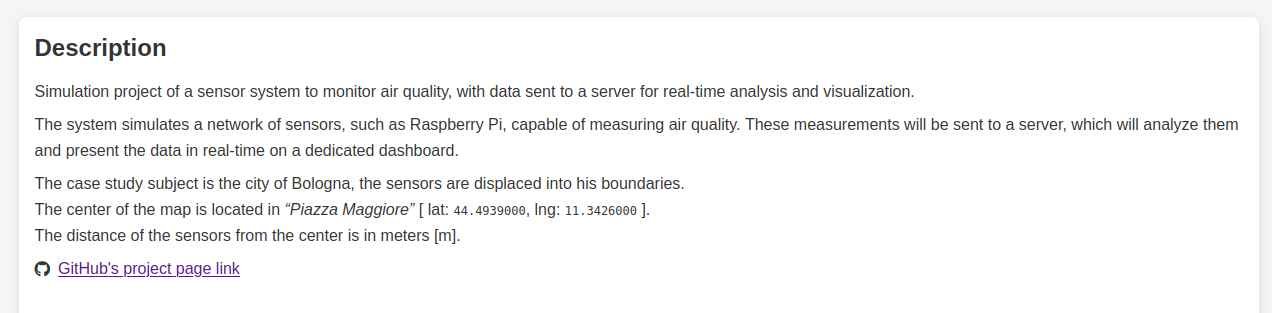 Description
Simulation project of a sensor system to monitor air quality, with data sent to a server for real-time analysis and visualization.
The system simulates a network of sensors, such as Raspberry Pi, capable of measuring air quality. These measurements will be sent to a server, which will analyze them
and present the data in real-time on a dedicated dashboard.
The case study subject is the city of Bologna, the sensors are displaced into his boundaries.
The center of the map is located in “Piazza Maggiore” [ lat: 44.4939000, lng: 11.3426000 ].
The distance of the sensors from the center is in meters [m].
GitHub's project page link